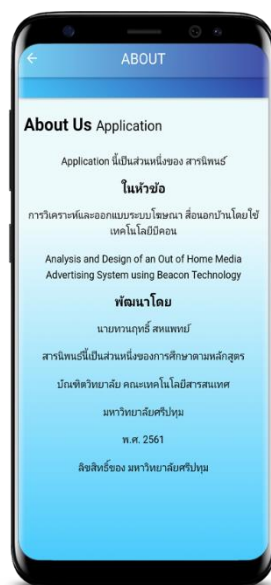 ABOUT
About Us Application
Application นี้เป็นส่วนหนึ่งของ สารนิพนธ์
ในหัวข้อ
การวิเคราะห์และออกแบบระบบโฆษณา สื่อนอกบ้านโดยใช้
เทคโนโลยีบีคอน
Analysis and Design of an Out of Home Media
Advertising System using Beacon Technology
พัฒนาโดย
นายทวนฤทธิ์ สหแพทย์
สารนิพนธ์นี้เป็นส่วนหนึ่งของการศึกษาตามหลักสูตร
บัณฑิตวิทยาลัย คณะเทคโนโลยีสารสนเทศ
มหาวิทยาลัยศรีปทุม
พ.ศ. 2561
ลิขสิทธิ์ของ มหาวิทยาลัยศรีปทุม